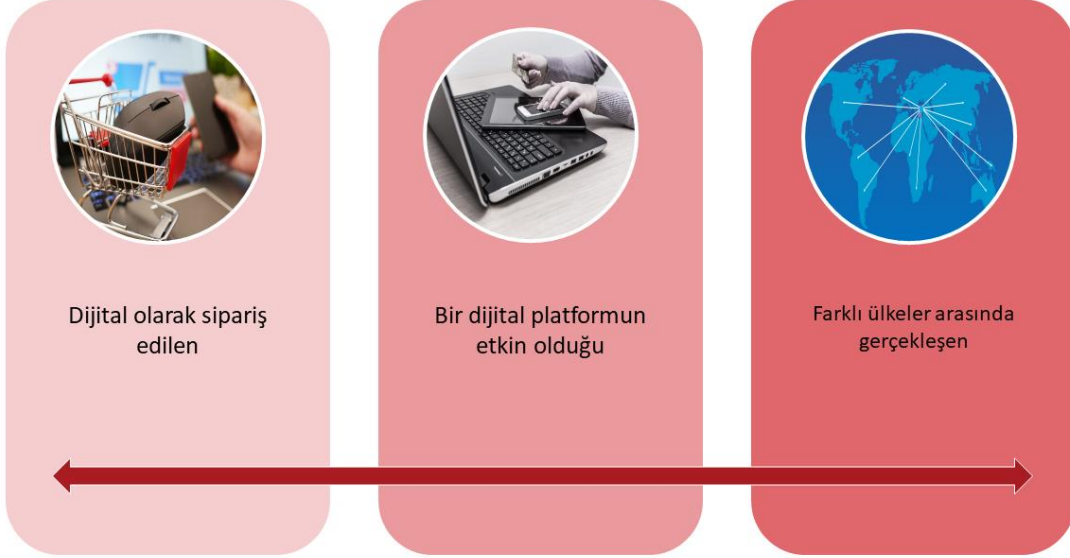 Dijital olarak sipariş
edilen
Bir dijital platformun
etkin olduğu
Farklı ülkeler arasında
gerçekleşen